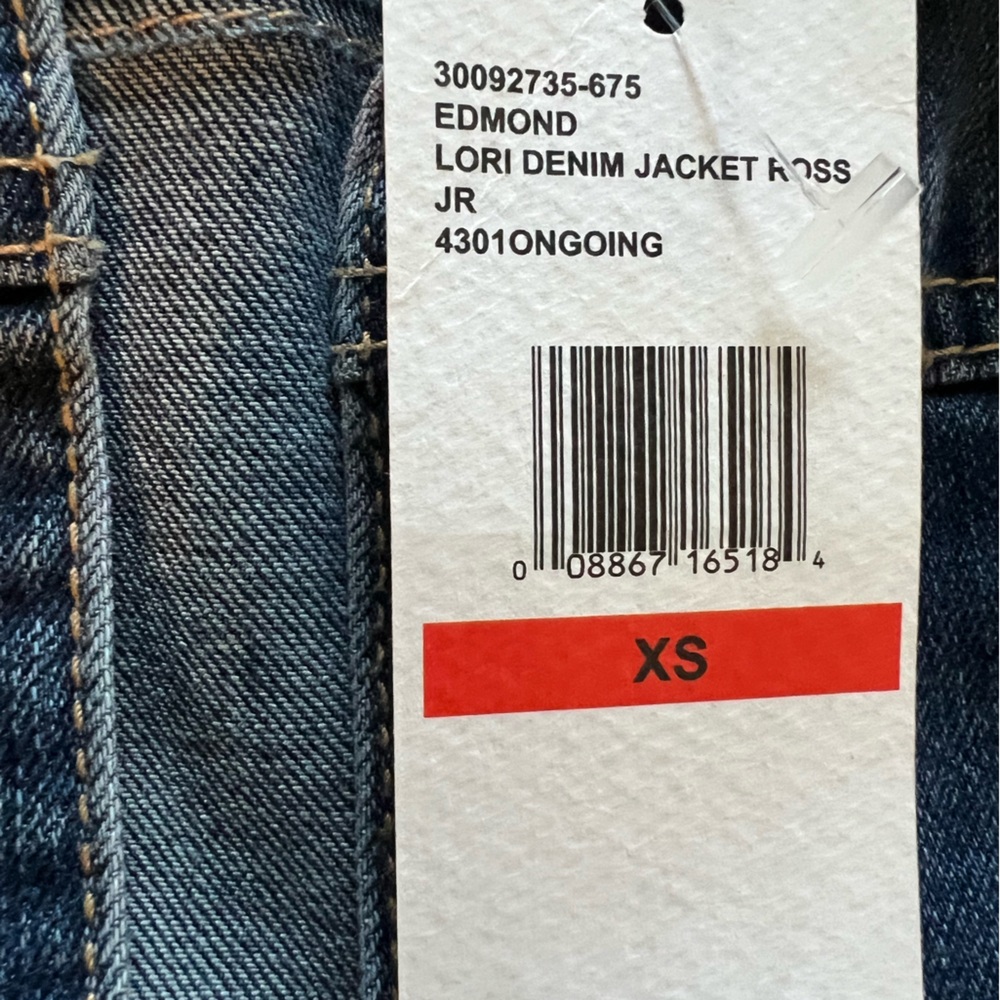 30092735-675
EDMOND
LORI DENIM JACKET ROSS
JR
4301ONGOING
0 08867 16518 4
XS